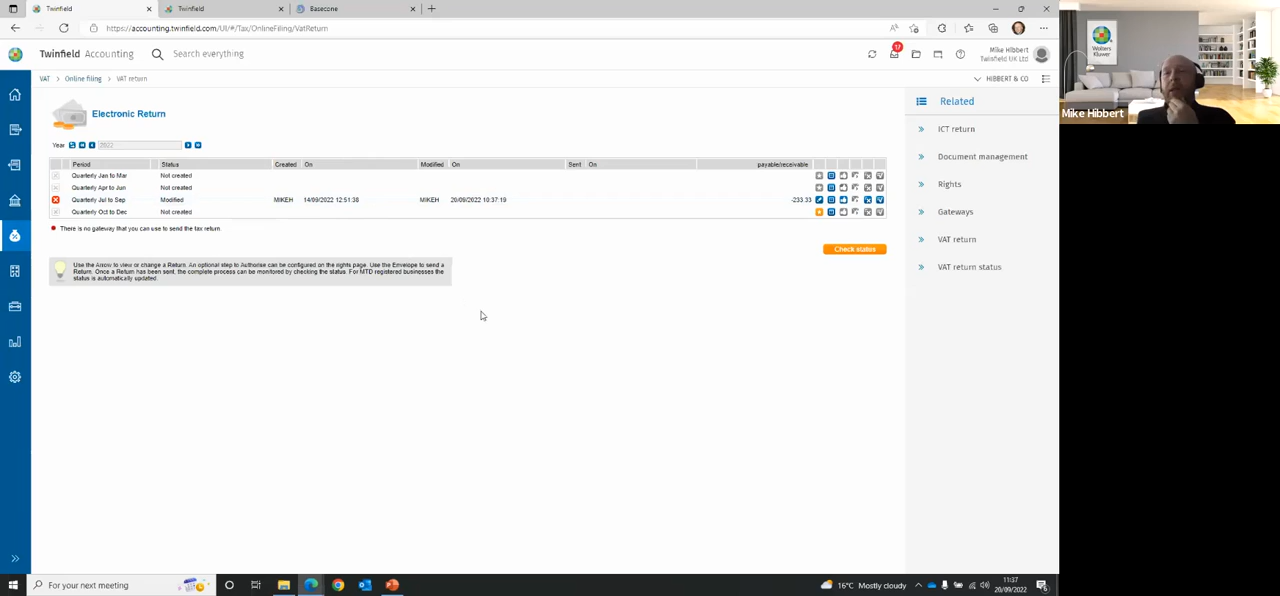 Twinfield
Twinfield
Basecone
https://accounting.twinfield.com/UI/#/Tax/OnlineFiling/VatReturn
Twinfield Accounting
Search everything
17
Mike Hibbert
Twinfield UK Ltd
VAT > Online filing > VAT return
HIBBERT & CO
Electronic Return
Related
Year 2022
Period Status Created On Modified On Sent On payable/receivable
Quarterly Jan to Mar Not created
Quarterly Apr to Jun Not created
Quarterly Jul to Sep Modified MIKEH 14/09/2022 12:51:38 MIKEH 20/09/2022 10:37:19 -233.33
Quarterly Oct to Dec Not created
There is no gateway that you can use to send the tax return
Check status
Use the Arrow to view or change a Return. An optional step to Authorise can be configured on the rights page. Use the Envelope to send a
Return. Once a Return has been sent, the complete process can be monitored by checking the status. For MTD registered businesses the
status is automatically updated.
ICT return
Document management
Rights
Gateways
VAT return
VAT return status
Wolters
Kluwer
Mike Hibbert
For your next meeting
16°C Mostly cloudy
11:37
20/09/2022